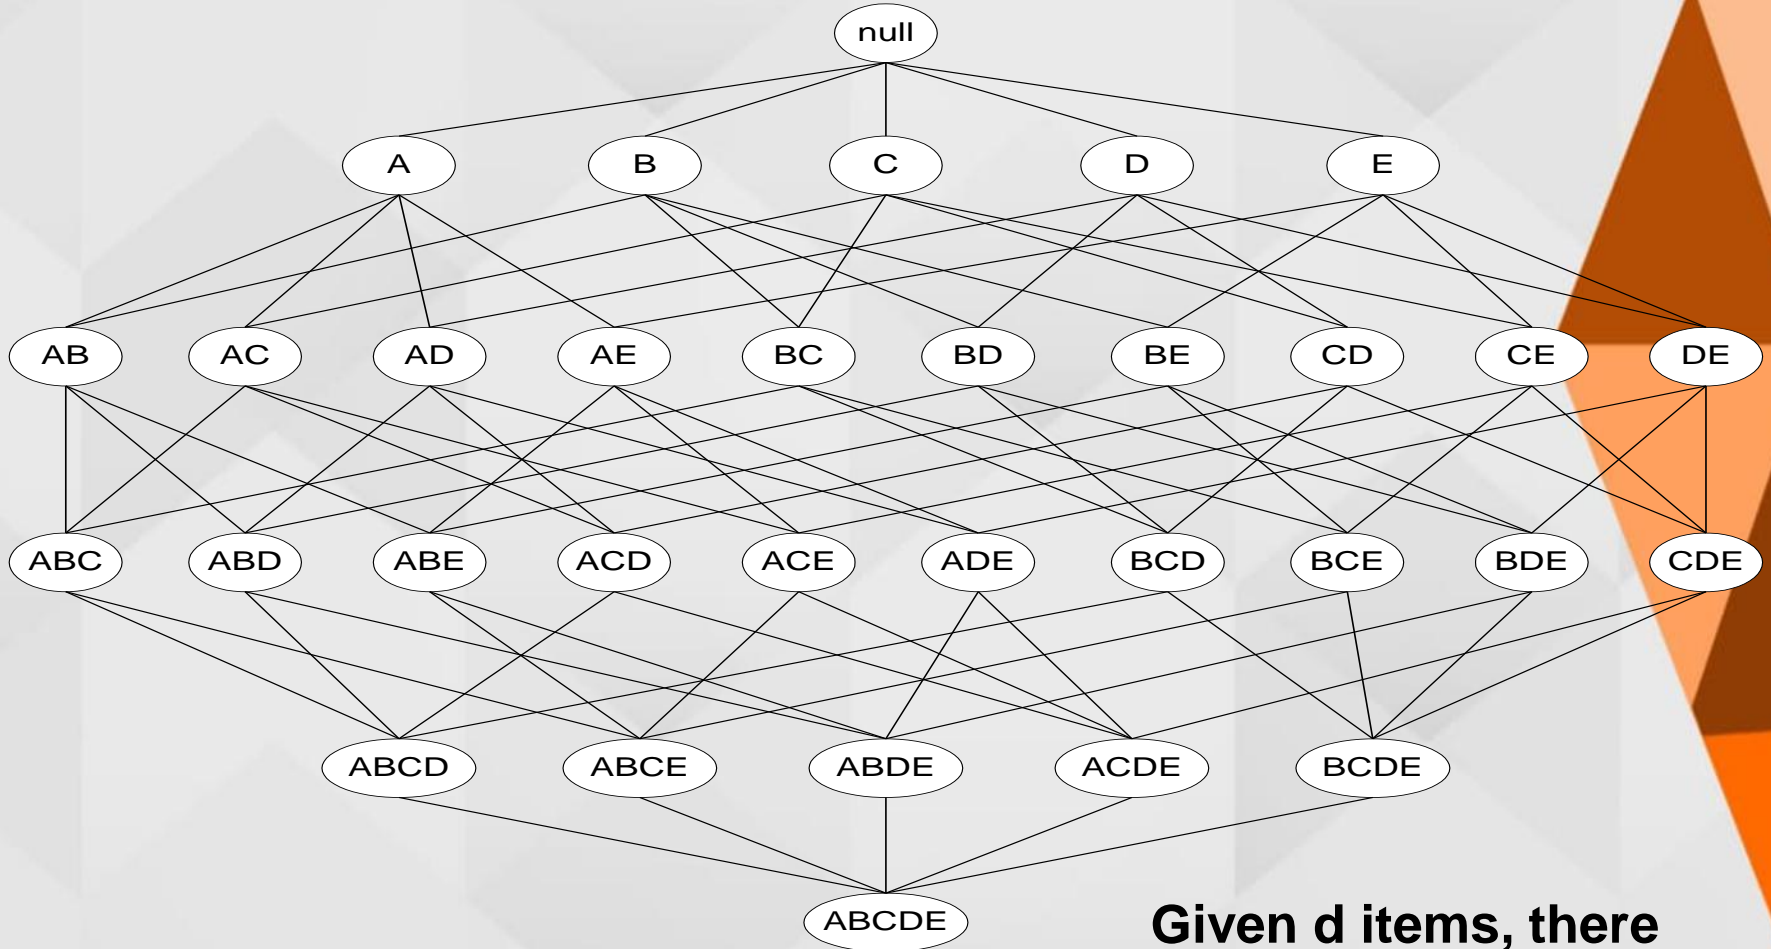 null
A B C D E
AB AC AD AE BC BD BE CD CE DE
ABC ABD ABE ACD ACE ADE BCD BCE BDE CDE
ABCD ABCE ABDE ACDE BCDE
ABCDE
Given d items, there